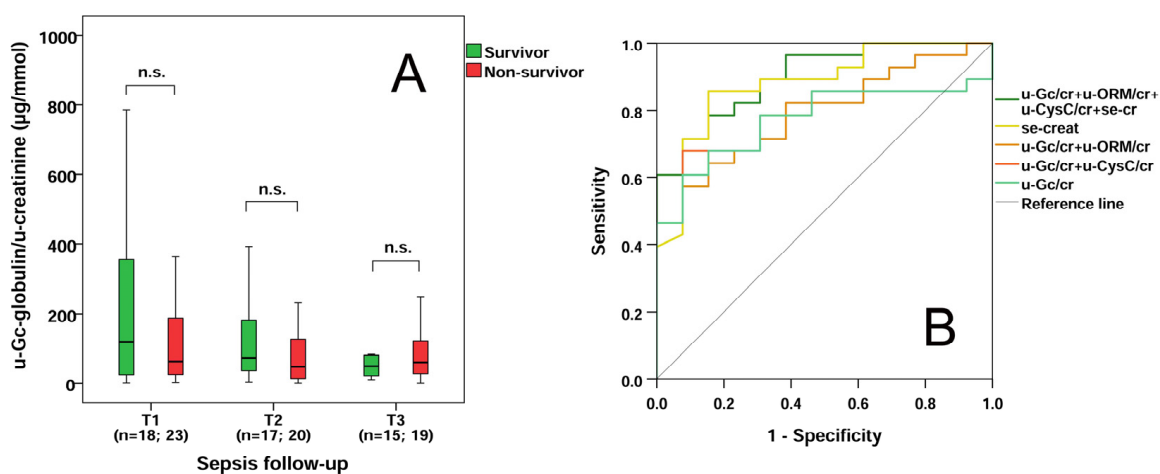 u-Gc-globulin/u-creatinine (µg/mmol)
1000
800
600
400
200
0
n.s.
n.s.
n.s.
A
Survivor
Non-survivor
T1
(n=18; 23)
T2
(n=17; 20)
T3
(n=15; 19)
Sepsis follow-up
Sensitivity
1.0
0.8
0.6
0.4
0.2
0.0
0.0
0.2
0.4
0.6
0.8
1.0
1 - Specificity
B
u-Gc/cr+u-ORM/cr+
u-CysC/cr+se-cr
se-creat
u-Gc/cr+u-ORM/cr
u-Gc/cr+u-CysC/cr
u-Gc/cr
Reference line